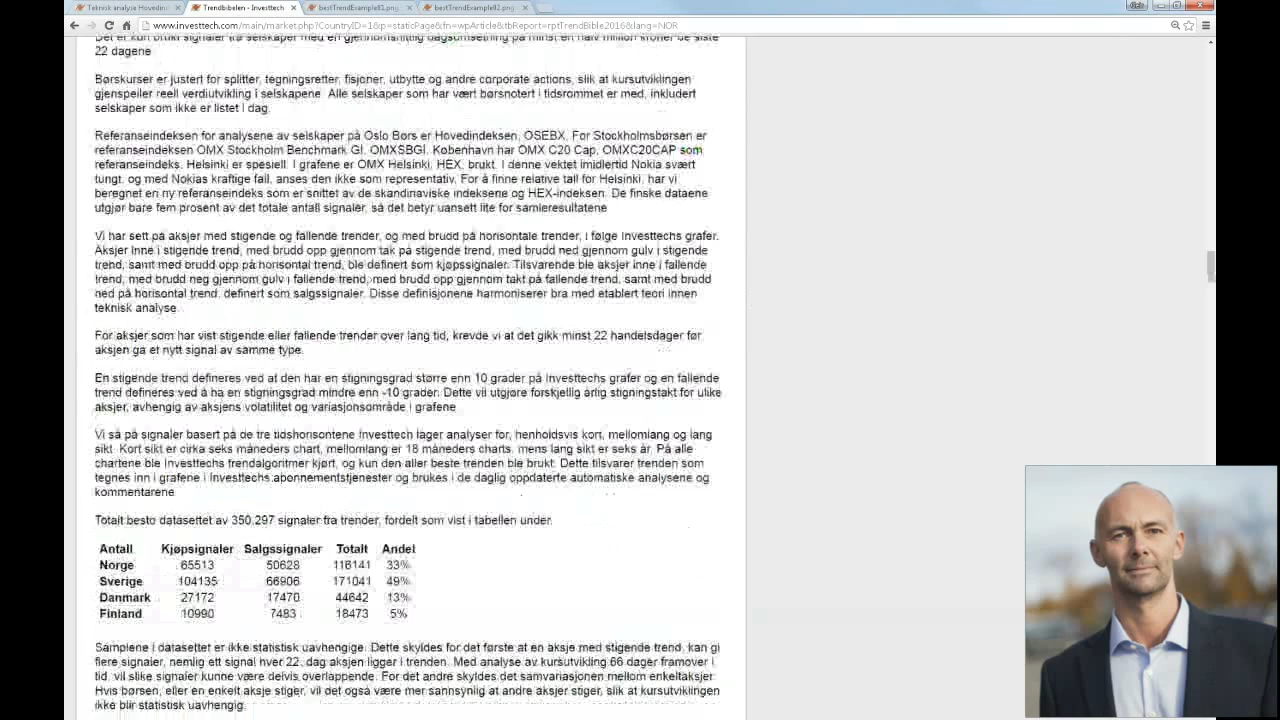 Teknisk analyse Hovedind
Trendbibelen - Investtech
bestTrendExample01.png
bestTrendExample02.png
www.investtech.com/main/market.php?CountryID=1&p=staticPage&fn=wpArticle&tbReport=rptTrendBible2016&lang=NOR
Det er kun brukt signaler fra selskaper med en gjennomsnittlig dagsomsetning på minst en halv million kroner de siste
22 dagene
Børskurser er justert for splitter, tegningsretter, fisjoner, utbytte og andre corporate actions, slik at kursutviklingen
gjenspeiler reell verdiutvikling i selskapene Alle selskaper som har vært børsnotert i tidsrommet er med, inkludert
selskaper som ikke er listet i dag.
Referanseindeksen for analysene av selskaper på Oslo Børs er Hovedindeksen, OSEBX. For Stockholmsbørsen er
referanseindeksen OMX Stockholm Benchmark GI, OMXSBGI. København har OMX C20 Cap, OMXC20CAP som
referanseindeks. Helsinki er spesiell. I grafene er OMX Helsinki, HEX, brukt. I denne vektet imidlertid Nokia svært
tungt, og med Nokias kraftige fall, anses den ikke som representativ. For å finne relative tall for Helsinki, har vi
beregnet en ny referanseindeks som er snittet av de skandinaviske indeksene og HEX-indeksen. De finske dataene
utgjør bare fem prosent av det totale antall signaler, så det betyr uansett lite for samleresultatene
Vi har sett på aksjer med stigende og fallende trender, og med brudd på horisontale trender, i følge Investtechs grafer.
Aksjer inne i stigende trend, med brudd opp gjennom tak på stigende trend, med brudd ned gjennom gulv i stigende
trend, samt med brudd opp på horisontal trend, ble definert som kjøpssignaler. Tilsvarende ble aksjer inne i fallende
trend, med brudd neg gjennom gulv i fallende trend, med brudd opp gjennom takt på fallende trend, samt med brudd
ned på horisontal trend, definert som salgssignaler. Disse definisjonene harmoniserer bra med etablert teori innen
teknisk analyse.
For aksjer som har vist stigende eller fallende trender over lang tid, krevde vi at det gikk minst 22 handelsdager før
aksjen ga et nytt signal av samme type.
En stigende trend defineres ved at den har en stigningsgrad større enn 10 grader på Investtechs grafer og en fallende
trend defineres ved å ha en stigningsgrad mindre enn -10 grader. Dette vil utgjøre forskjellig årlig stigningstakt for ulike
aksjer, avhengig av aksjens volatilitet og variasjonsområde i grafene
Vi så på signaler basert på de tre tidshorisontene Investtech lager analyser for, henholdsvis kort, mellomlang og lang
sikt Kort sikt er cirka seks måneders chart, mellomlang er 18 måneders charts, mens lang sikt er seks år. På alle
chartene ble Investtechs trendalgoritmer kjørt, og kun den aller beste trenden ble brukt. Dette tilsvarer trenden som
tegnes inn i grafene i Investtechs abonnementstjenester og brukes i de daglig oppdaterte automatiske analysene og
kommentarene
Totalt besto datasettet av 350.297 signaler fra trender, fordelt som vist i tabellen under.
Antall Kjøpsignaler Salgssignaler Totalt Andel
Norge 65513 50628 116141 33%
Sverige 104135 66906 171041 49%
Danmark 27172 17470 44642 13%
Finland 10990 7483 18473 5%
Samplene i datasettet er ikke statistisk uavhengige. Dette skyldes for det første at en aksje med stigende trend, kan gi
flere signaler, nemlig ett signal hver 22. dag aksjen ligger i trenden. Med analyse av kursutvikling 66 dager framover i
tid, vil slike signaler kunne være delvis overlappende. For det andre skyldes det samvariasjonen mellom enkeltaksjer.
Hvis børsen, eller en enkelt aksje stiger, vil det også være mer sannsynlig at andre aksjer stiger, slik at kursutviklingen
ikke blir statistisk uavhengig.